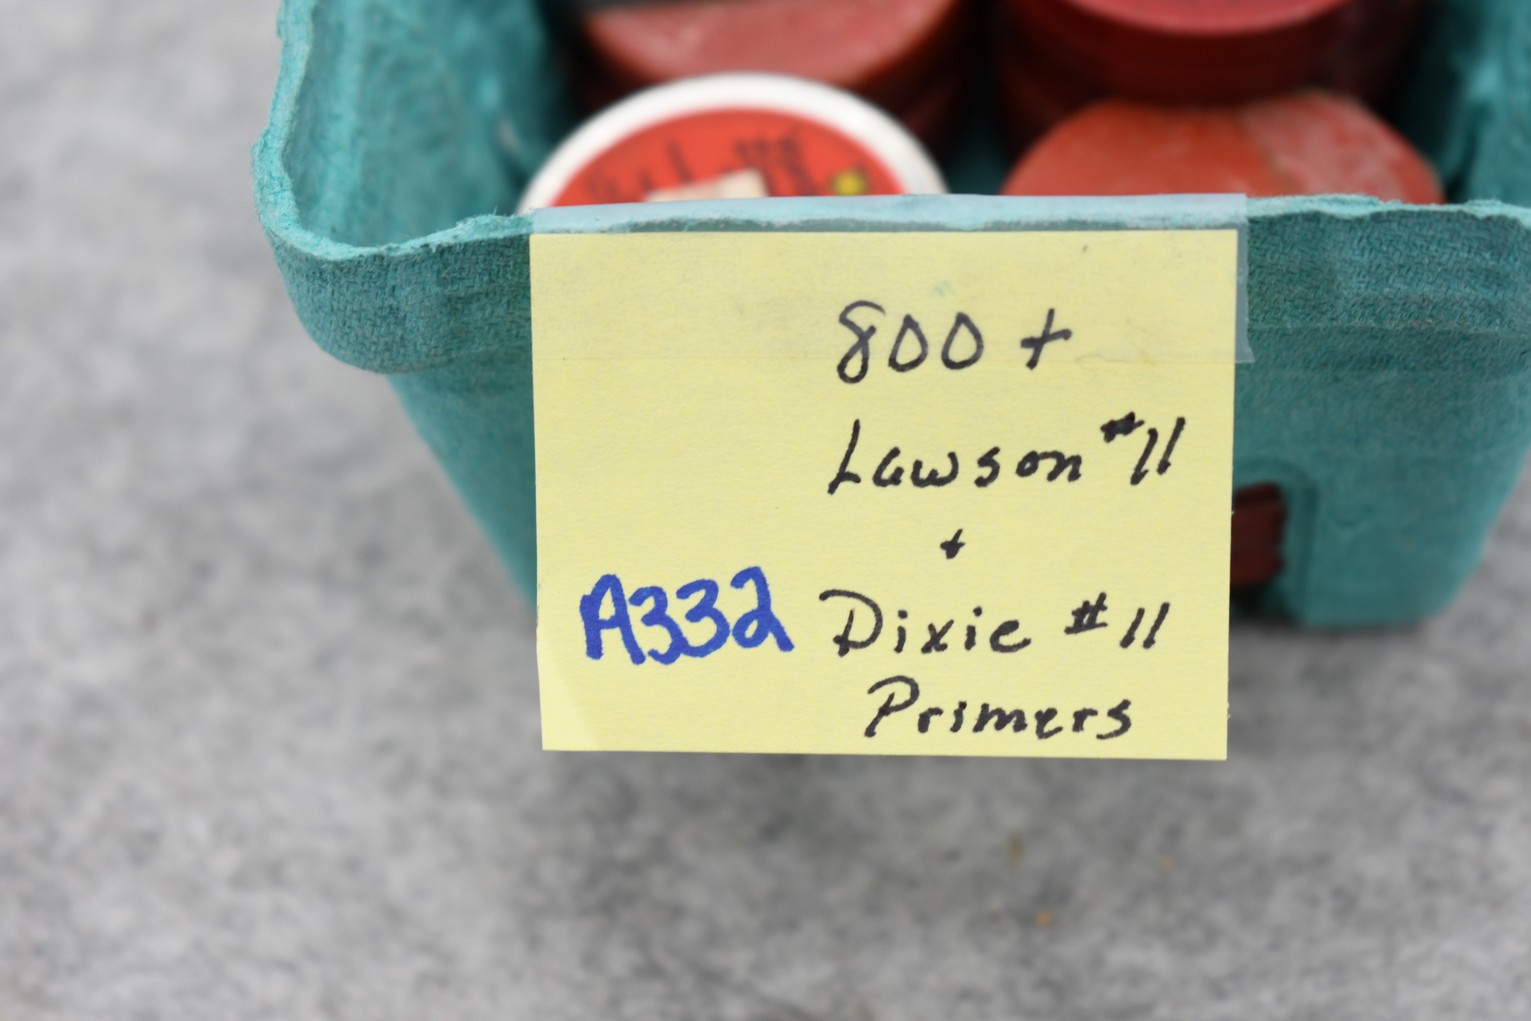 800 +
Lawson #11
+
A332 Dixie #11
Primers